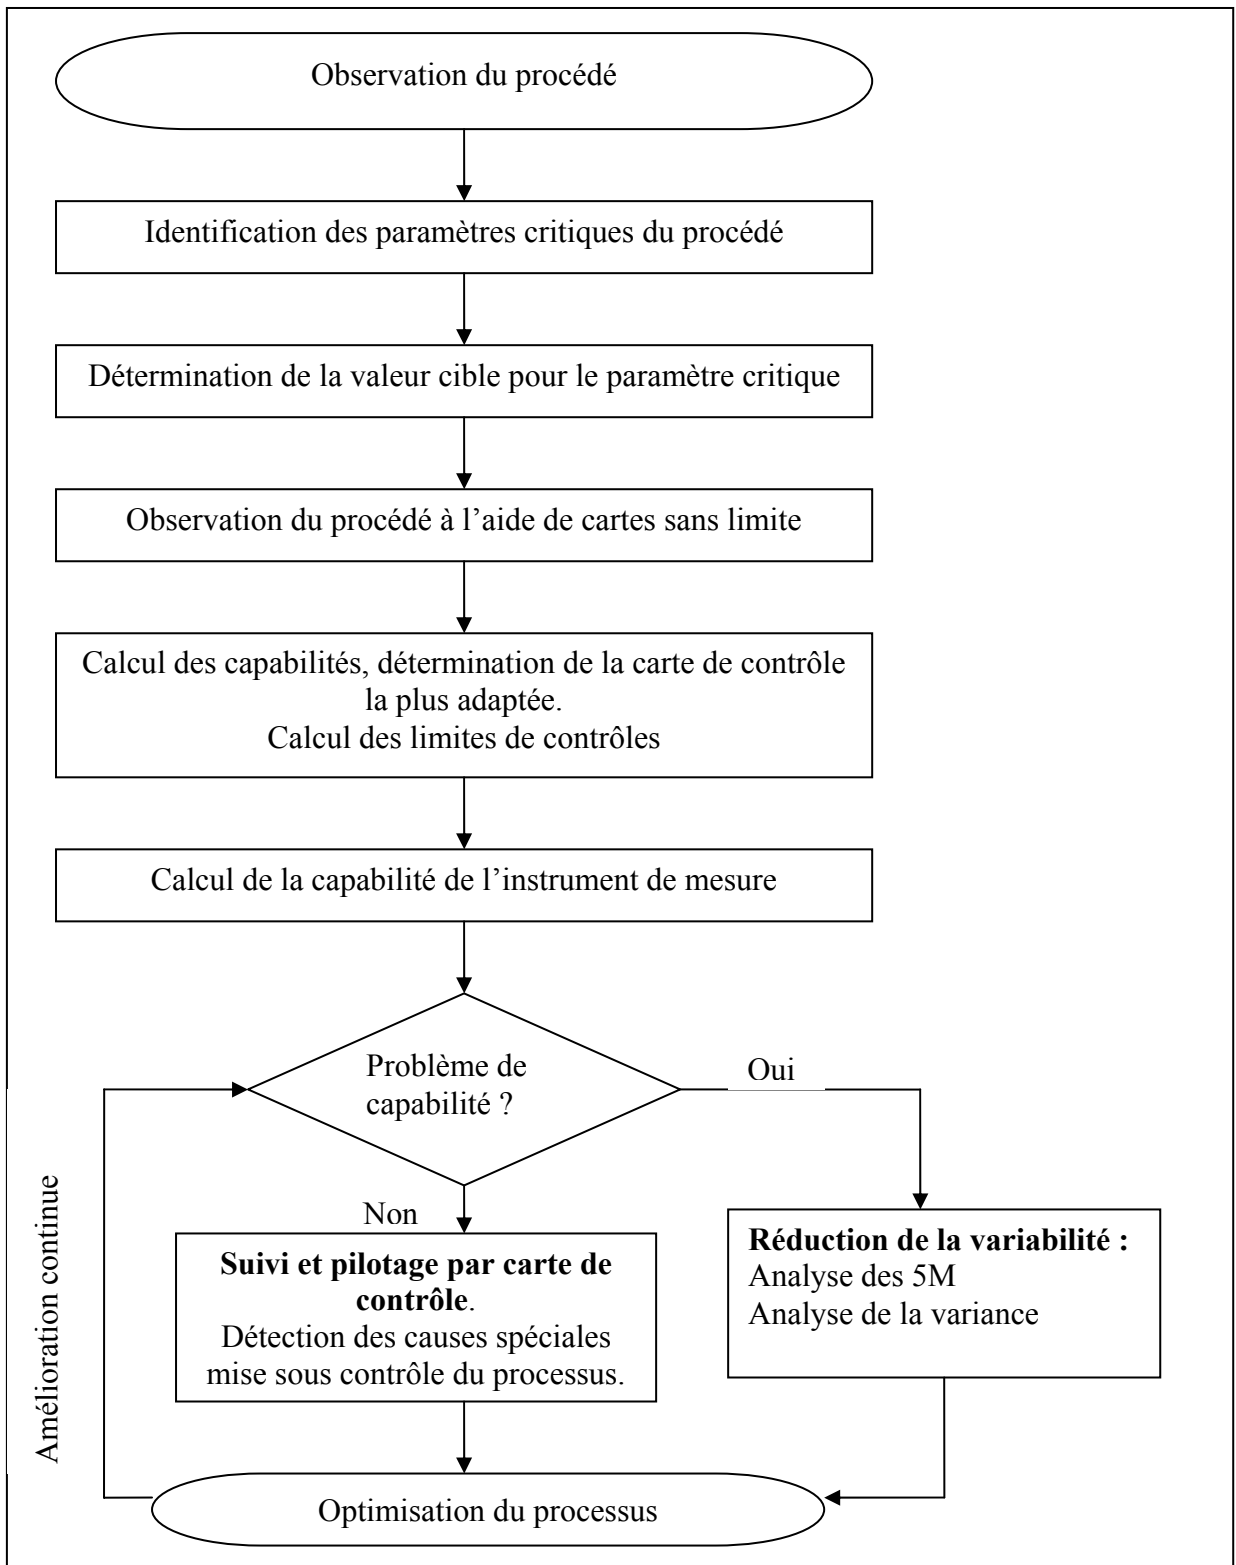 Observation du procédé
Identification des paramètres critiques du procédé
Détermination de la valeur cible pour le paramètre critique
Observation du procédé à l’aide de cartes sans limite
Calcul des capabilités, détermination de la carte de contrôle
la plus adaptée.
Calcul des limites de contrôles
Calcul de la capabilité de l’instrument de mesure
Problème de
capabilité ?
Oui
Non
Suivi et pilotage par carte de
contrôle.
Détection des causes spéciales
mise sous contrôle du processus.
Réduction de la variabilité :
Analyse des 5M
Analyse de la variance
Amélioration continue
Optimisation du processus